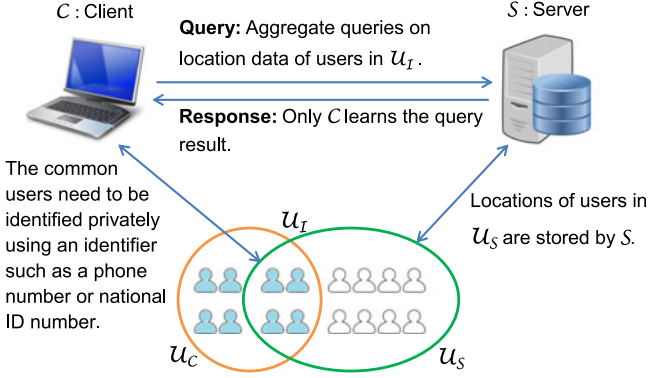 𝒞 : Client
𝒮 : Server
Query: Aggregate queries on
location data of users in 𝒰_ℐ .
Response: Only 𝒞 learns the query
result.
The common
users need to be
identified privately
using an identifier
such as a phone
number or national
ID number.
Locations of users in
𝒰_𝒮 are stored by 𝒮.
𝒰_ℐ
𝒰_𝒞
𝒰_𝒮